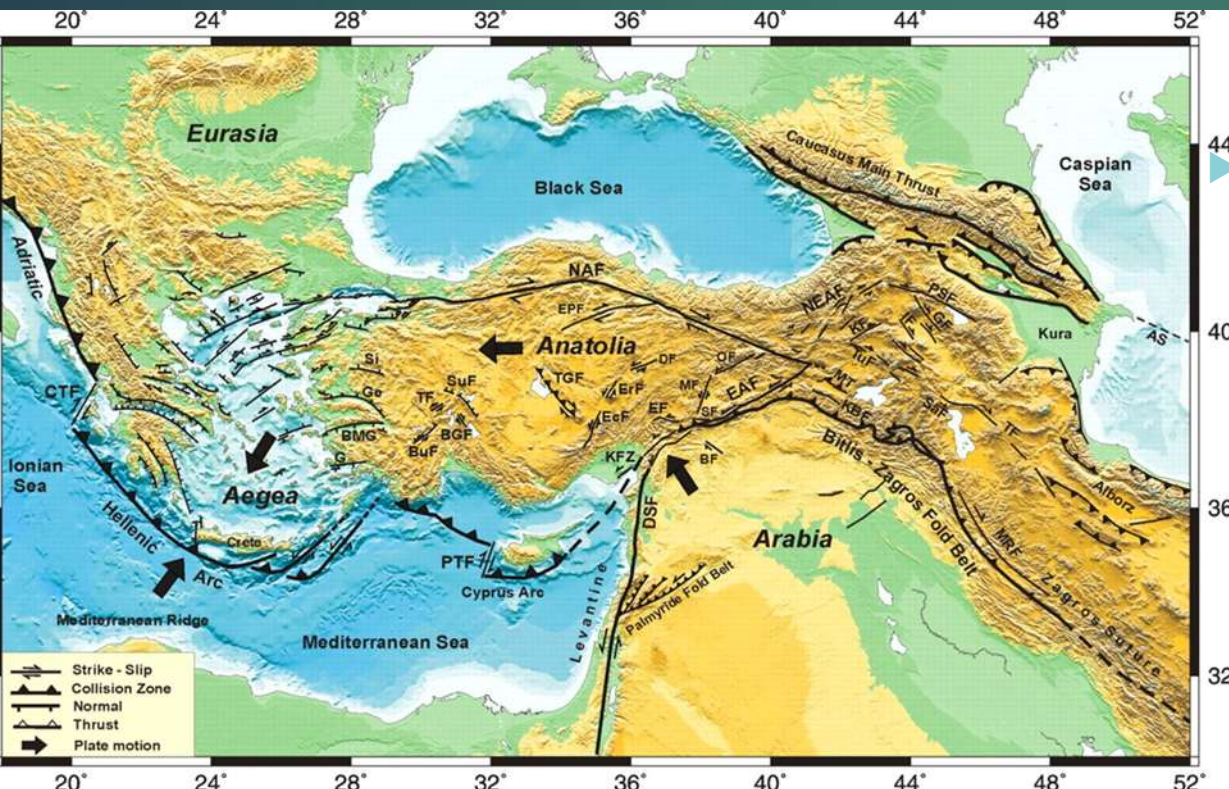 20° 24° 28° 32° 36° 40° 44° 48° 52°
Eurasia
Caucasus Main Thrust
44
Caspian
Sea
Black Sea
Adriatic
NAF
NEAF
PSF
GF
EPF
KF
Kura
40
AS
Anatolia
Si
DF
OF
TuF
TGF
CTF
Ge
SuF
ErF
MF
EAF
MT
TF
EcF
EF
SF
KBF
SaF
TF
BMG
BGF
BuF
G
KFZ
BF
Bitlis - Zagros Fold Belt
Ionian
Sea
Aegea
Alborz
36
DSF
Hellenic
Arc
Crete
Arabia
MRF
PTF
Cyprus Arc
Levantine
Palmyride Fold Belt
Zagros Suture
Mediterranean Ridge
Mediterranean Sea
32
Strike - Slip
Collision Zone
Normal
Thrust
Plate motion
20° 24° 28° 32° 36° 40° 44° 48° 52°